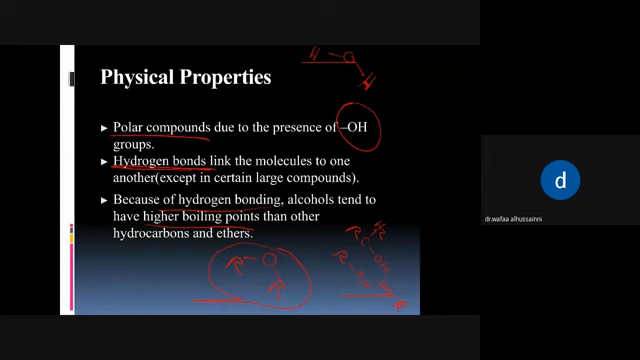 H - O
H
Physical Properties
► Polar compounds due to the presence of –OH
groups.
► Hydrogen bonds link the molecules to one
another(except in certain large compounds).
► Because of hydrogen bonding, alcohols tend to
have higher boiling points than other
hydrocarbons and ethers.
R - O
R
d
dr.wafaa alhussainni